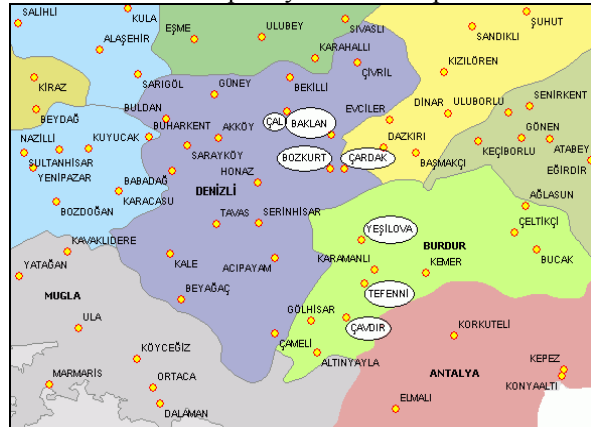 SALİHLİ
KULA
EŞME
ULUBEY
SİVASLI
ŞUHUT
SANDIKLI
ALAŞEHİR
KARAHALLI
ÇİVRİL
KIZILÖREN
KİRAZ
SARIGÖL
GÜNEY
BEKİLLİ
BEYDAĞ
BULDAN
EVCİLER
DİNAR
ULUBORLU
SENİRKENT
BUHARKENT
AKKÖY
ÇAL
BAKLAN
NAZİLLİ
KUYUCAK
SARAYKÖY
DAZKIRI
GÖNEN
KEÇİBORLU
ATABEY
SULTANHİSAR
HONAZ
BOZKURT
ÇARDAK
BAŞMAKÇI
EĞİRDİR
YENİPAZAR
BABADAĞ
DENİZLİ
BOZDOĞAN
KARACASU
AĞLASUN
TAVAS
SERİNHİSAR
YEŞİLOVA
ÇELTİKÇİ
KAVAKLIDERE
BURDUR
YATAĞAN
KALE
ACIPAYAM
KARAMANLI
KEMER
BUCAK
MUGLA
BEYAĞAÇ
TEFENNİ
GÖLHİSAR
ULA
ÇAVDIR
KORKUTELİ
KÖYCEĞİZ
ÇAMELİ
ALTINYAYLA
KEPEZ
MARMARİS
ORTACA
ANTALYA
KONYAALTI
DALAMAN
ELMALI